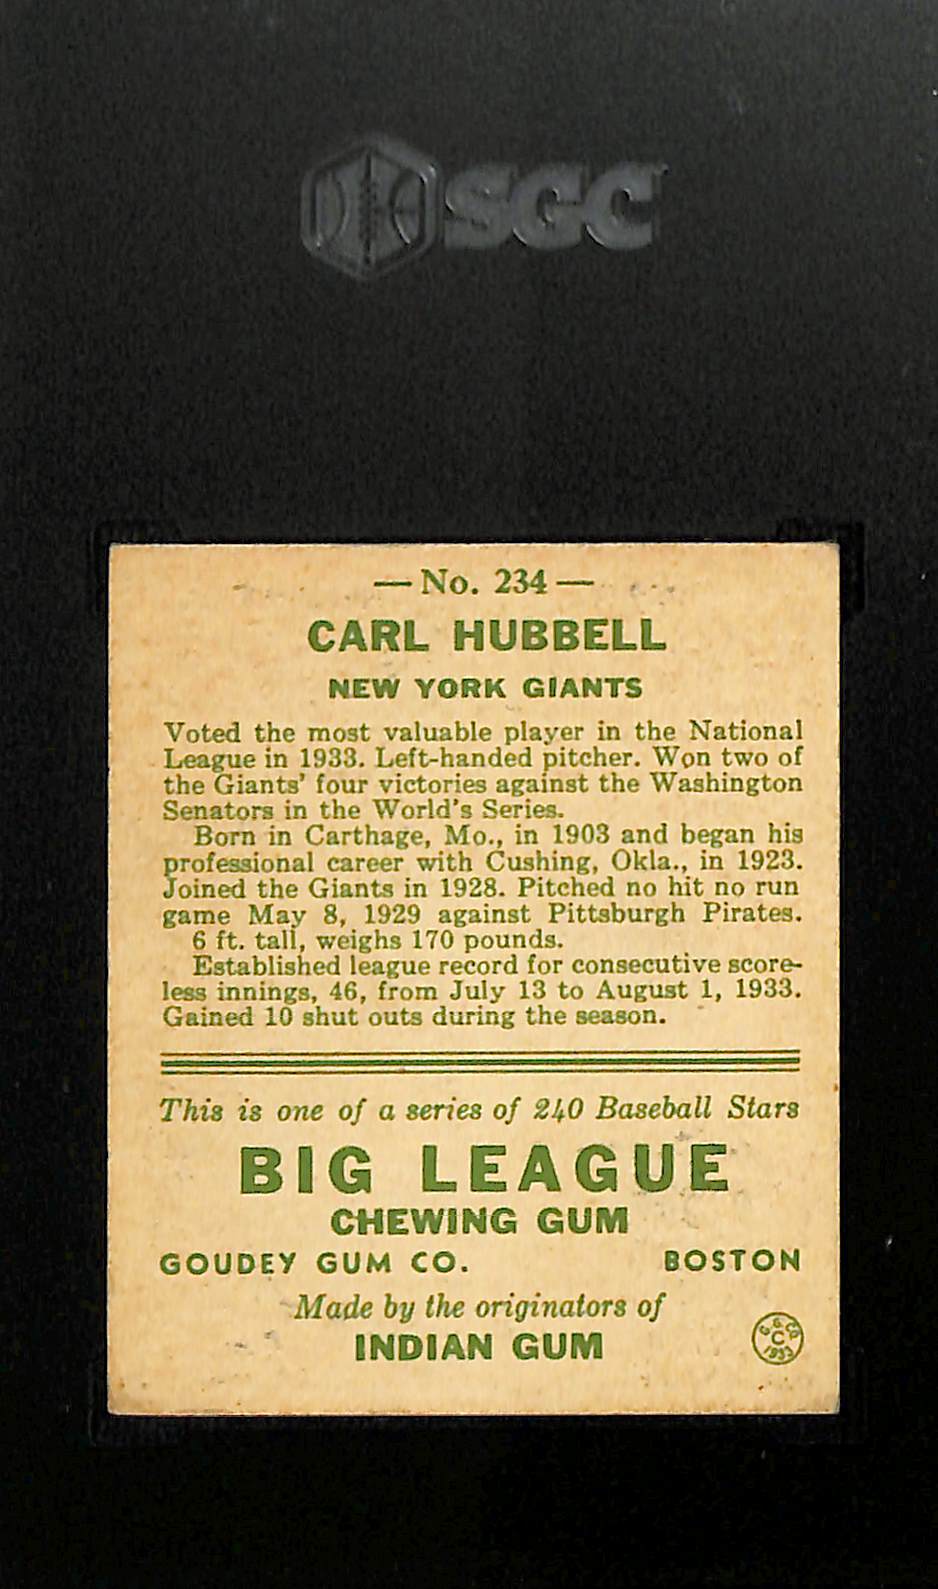 SGC
— No. 234 —
CARL HUBBELL
NEW YORK GIANTS
Voted the most valuable player in the National
League in 1933. Left-handed pitcher. Won two of
the Giants' four victories against the Washington
Senators in the World's Series.
Born in Carthage, Mo., in 1903 and began his
professional career with Cushing, Okla., in 1923.
Joined the Giants in 1928. Pitched no hit no run
game May 8, 1929 against Pittsburgh Pirates.
6 ft. tall, weighs 170 pounds.
Established league record for consecutive score-
less innings, 46, from July 13 to August 1, 1933.
Gained 10 shut outs during the season.
This is one of a series of 240 Baseball Stars
BIG LEAGUE
CHEWING GUM
GOUDEY GUM CO. BOSTON
Made by the originators of
INDIAN GUM
G. G. Co.
C
1933